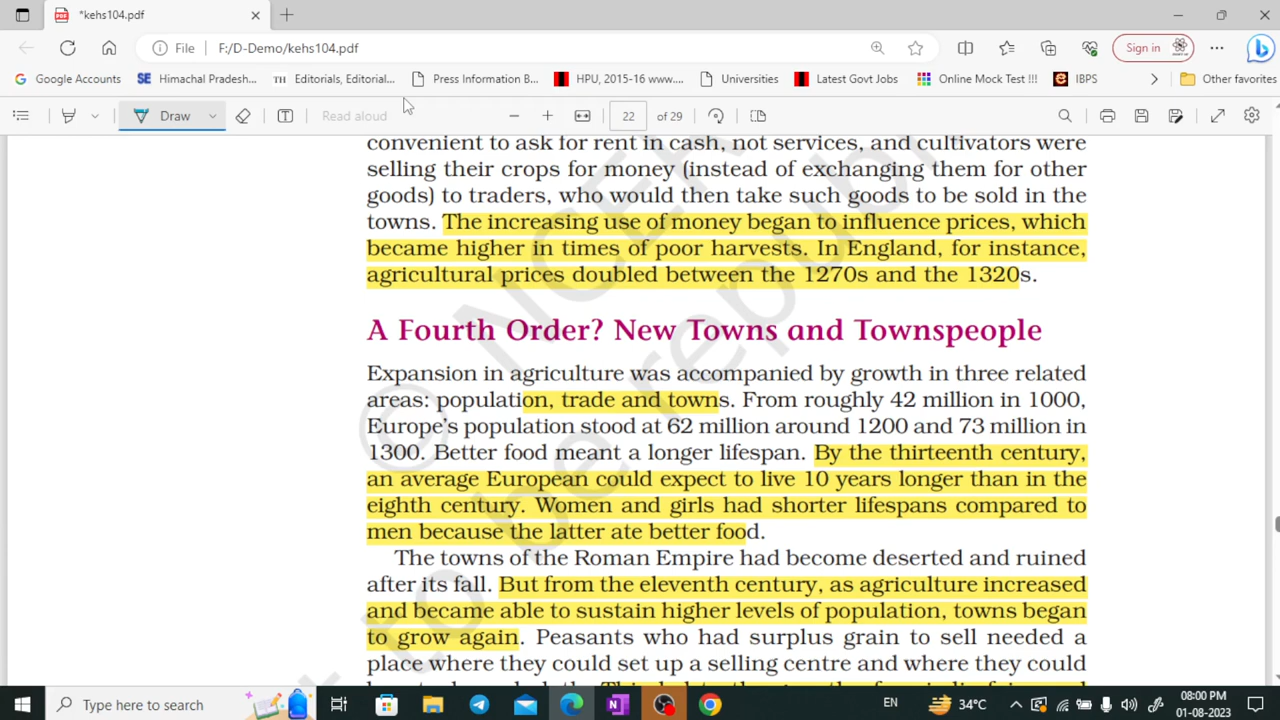 *kehs104.pdf
File F:/D-Demo/kehs104.pdf Sign in
Google Accounts SE Himachal Pradesh... TH Editorials, Editorial... Press Information B... HPU, 2015-16 www.... Universities Latest Govt Jobs Online Mock Test !!! IBPS Other favorites
Draw Read aloud 22 of 29
convenient to ask for rent in cash, not services, and cultivators were
selling their crops for money (instead of exchanging them for other
goods) to traders, who would then take such goods to be sold in the
towns. The increasing use of money began to influence prices, which
became higher in times of poor harvests. In England, for instance,
agricultural prices doubled between the 1270s and the 1320s.
A Fourth Order? New Towns and Townspeople
Expansion in agriculture was accompanied by growth in three related
areas: population, trade and towns. From roughly 42 million in 1000,
Europe's population stood at 62 million around 1200 and 73 million in
1300. Better food meant a longer lifespan. By the thirteenth century,
an average European could expect to live 10 years longer than in the
eighth century. Women and girls had shorter lifespans compared to
men because the latter ate better food.
The towns of the Roman Empire had become deserted and ruined
after its fall. But from the eleventh century, as agriculture increased
and became able to sustain higher levels of population, towns began
to grow again. Peasants who had surplus grain to sell needed a
place where they could set up a selling centre and where they could
© NCER
t to be republ
Type here to search EN 34°C 08:00 PM
01-08-2023